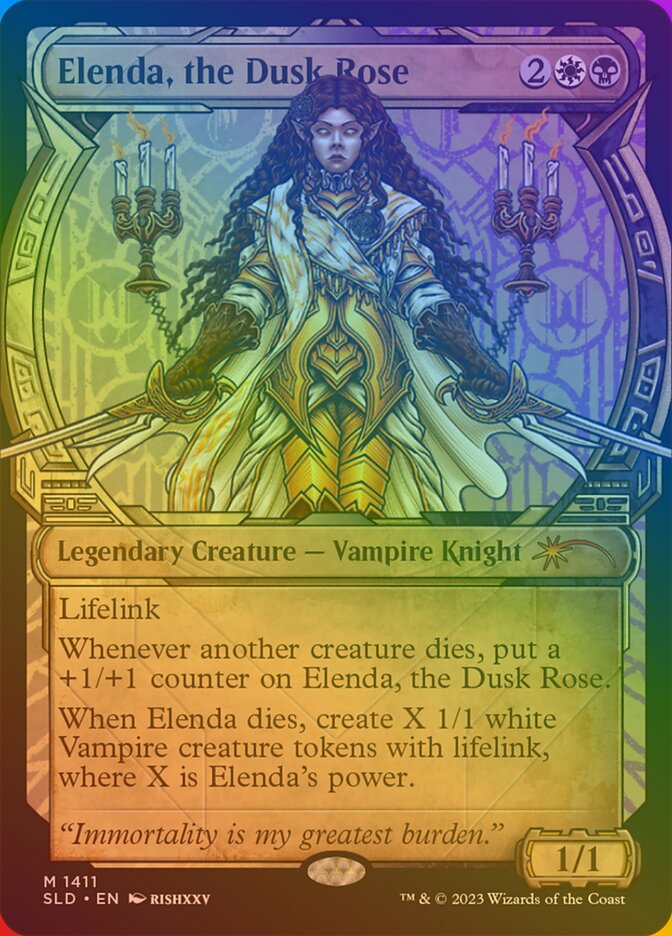 Elenda, the Dusk Rose 2
Legendary Creature — Vampire Knight
Lifelink
Whenever another creature dies, put a
+1/+1 counter on Elenda, the Dusk Rose.
When Elenda dies, create X 1/1 white
Vampire creature tokens with lifelink,
where X is Elenda's power.
"Immortality is my greatest burden."
1/1
M 1411
SLD • EN RISHXXV
™ & © 2023 Wizards of the Coast